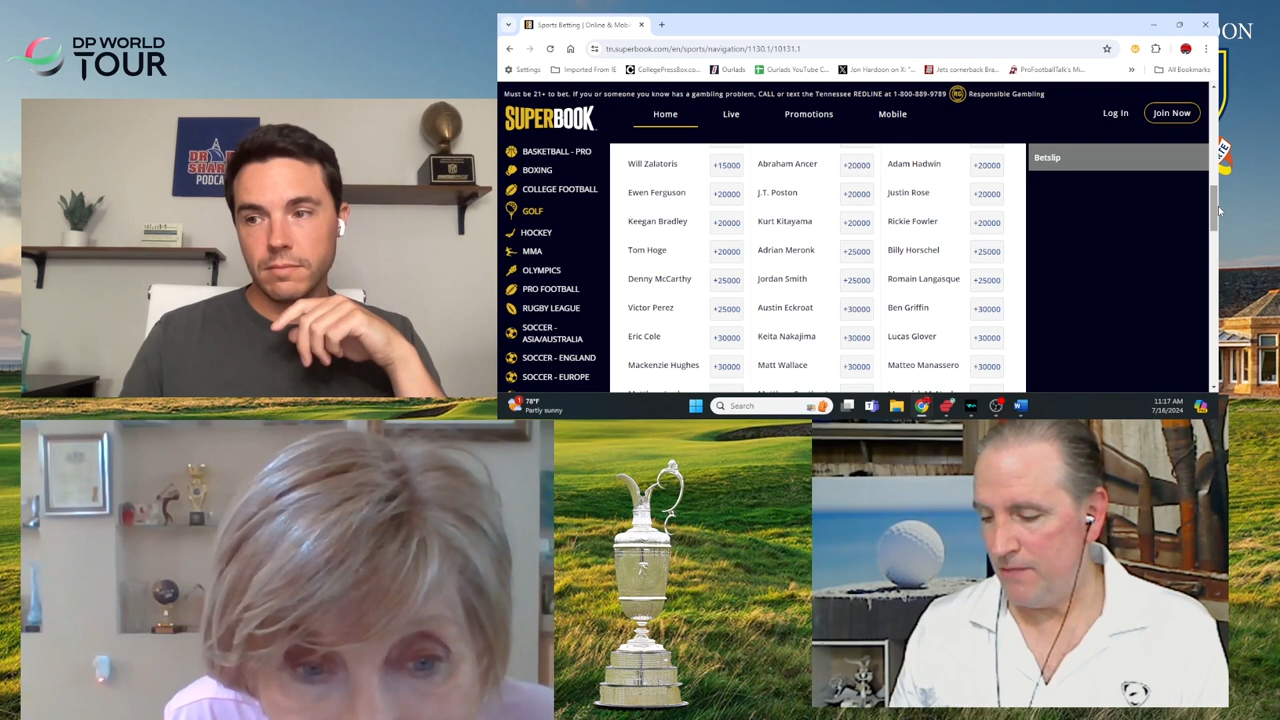 DP WORLD
TOUR
OON
Sports Betting | Online & Mobi
tn.superbook.com/en/sports/navigation/1130.1/10131.1
Settings Imported From IE CollegePressBox.co... Ourlads Ourlads YouTube C... Jon Hardoon on X: "... Jets cornerback Bra... ProFootballTalk's Mi... » All Bookmarks
Must be 21+ to bet. If you or someone you know has a gambling problem, CALL or text the Tennessee REDLINE at 1-800-889-9789 RG Responsible Gambling
SUPERBOOK Home Live Promotions Mobile Log In Join Now
BASKETBALL - PRO
BOXING
COLLEGE FOOTBALL
GOLF
HOCKEY
MMA
OLYMPICS
PRO FOOTBALL
RUGBY LEAGUE
SOCCER -
ASIA/AUSTRALIA
SOCCER - ENGLAND
SOCCER - EUROPE
Will Zalatoris +15000 Abraham Ancer +20000 Adam Hadwin +20000
Ewen Ferguson +20000 J.T. Poston +20000 Justin Rose +20000
Keegan Bradley +20000 Kurt Kitayama +20000 Rickie Fowler +20000
Tom Hoge +20000 Adrian Meronk +25000 Billy Horschel +25000
Denny McCarthy +25000 Jordan Smith +25000 Romain Langasque +25000
Victor Perez +25000 Austin Eckroat +30000 Ben Griffin +30000
Eric Cole +30000 Keita Nakajima +30000 Lucas Glover +30000
Mackenzie Hughes +30000 Matt Wallace +30000 Matteo Manassero +30000
Betslip
78°F
Partly sunny
Search
11:17 AM
7/16/2024
SHAR
PODCA